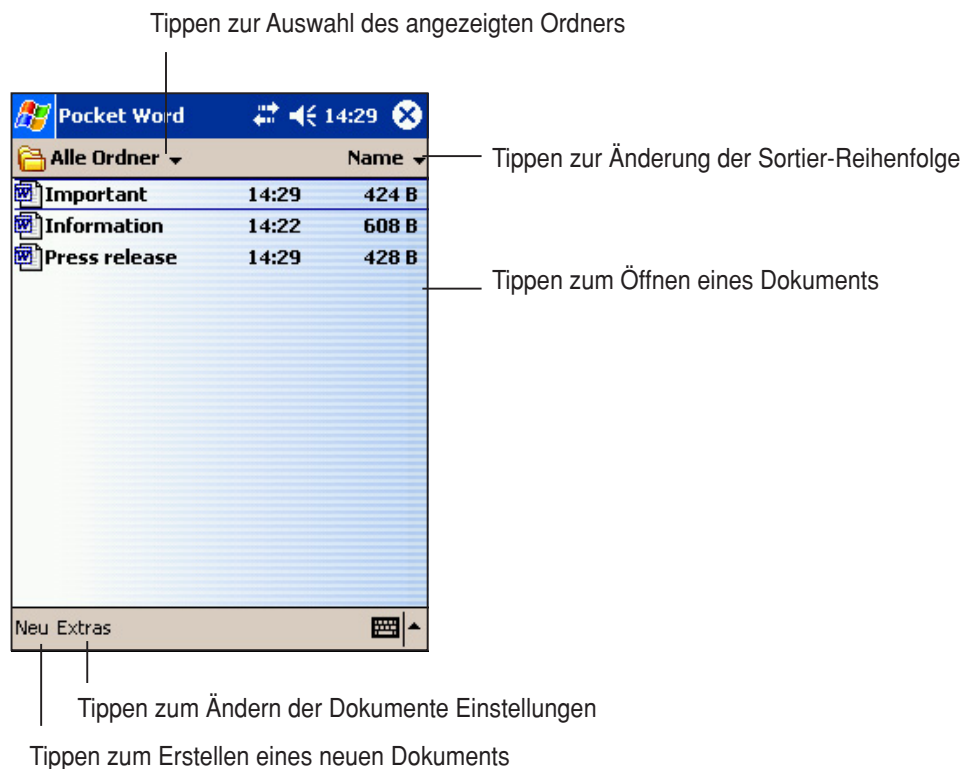 Tippen zur Auswahl des angezeigten Ordners
Pocket Word 14:29
Alle Ordner Name
Tippen zur Änderung der Sortier-Reihenfolge
Important 14:29 424 B
Information 14:22 608 B
Press release 14:29 428 B
Tippen zum Öffnen eines Dokuments
Neu Extras
Tippen zum Ändern der Dokumente Einstellungen
Tippen zum Erstellen eines neuen Dokuments